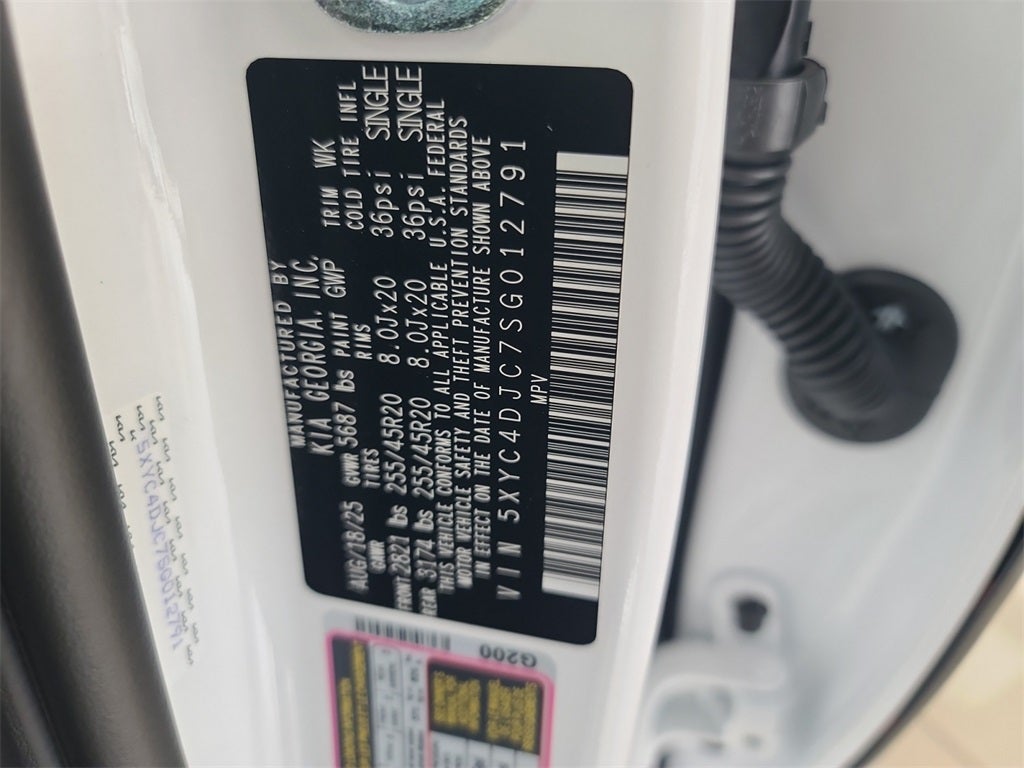 MANUFACTURED BY
KIA GEORGIA. INC.
AUG/18/25 GVWR 5687 lbs PAINT GWP TRIM WK
GWR TIRES RIMS COLD TIRE INFL
FRONT 2821 lbs 255/45R20 8.0Jx20 36psi SINGLE
REAR 3174 lbs 255/45R20 8.0Jx20 36psi SINGLE
THIS VEHICLE CONFORMS TO ALL APPLICABLE U.S.A. FEDERAL
MOTOR VEHICLE SAFETY AND THEFT PREVENTION STANDARDS
IN EFFECT ON THE DATE OF MANUFACTURE SHOWN ABOVE
VIN 5XYC4DJC7SG012791
MPV
5XYC4DJC7SG012791
G200